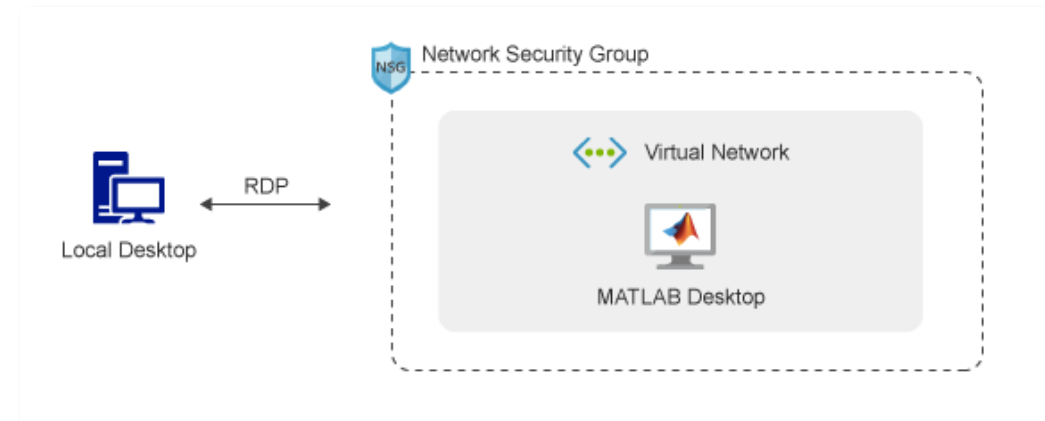 NSG
Network Security Group
Virtual Network
RDP
Local Desktop
MATLAB Desktop